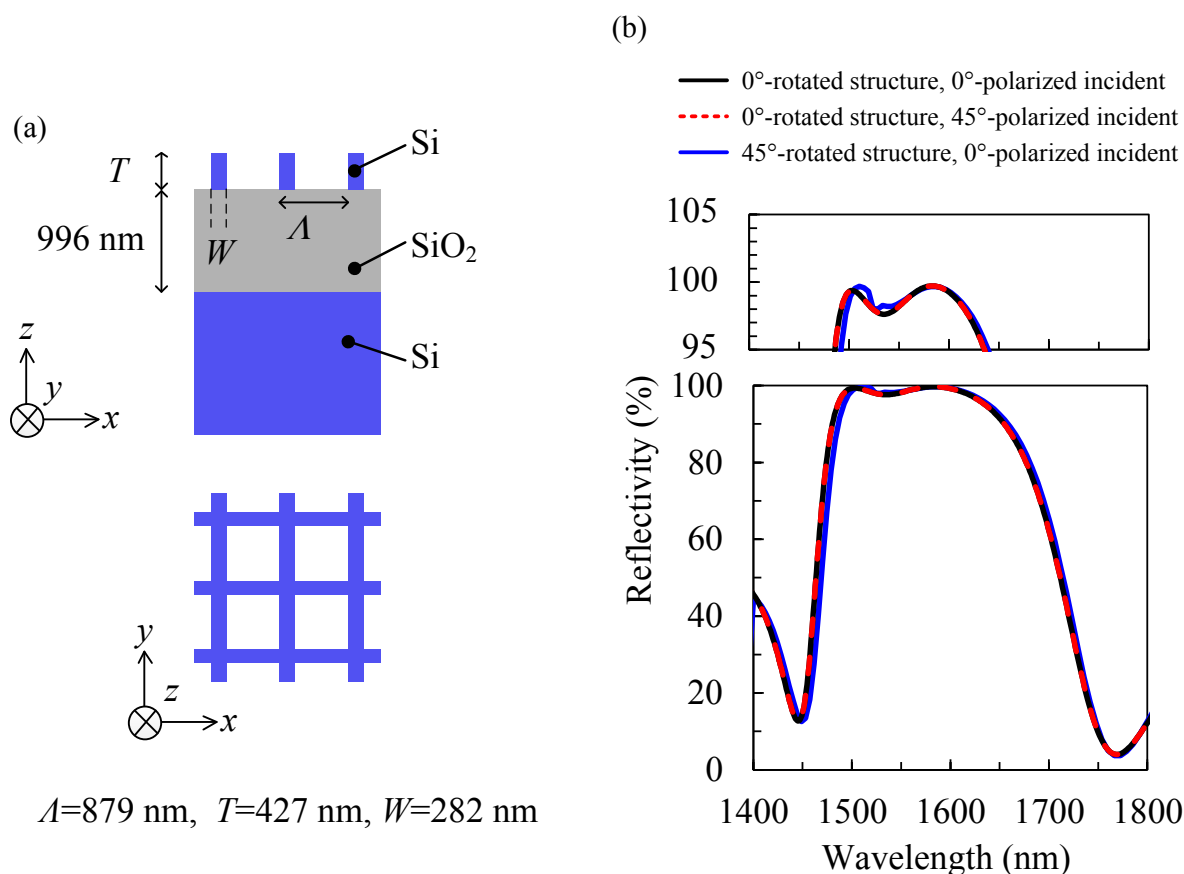 (a)
T
996 nm
W
Λ
Si
SiO2
Si
z
y
x
y
z
x
Λ=879 nm, T=427 nm, W=282 nm
(b)
0°-rotated structure, 0°-polarized incident
0°-rotated structure, 45°-polarized incident
45°-rotated structure, 0°-polarized incident
105
100
95
100
80
60
40
20
0
Reflectivity (%)
1400 1500 1600 1700 1800
Wavelength (nm)